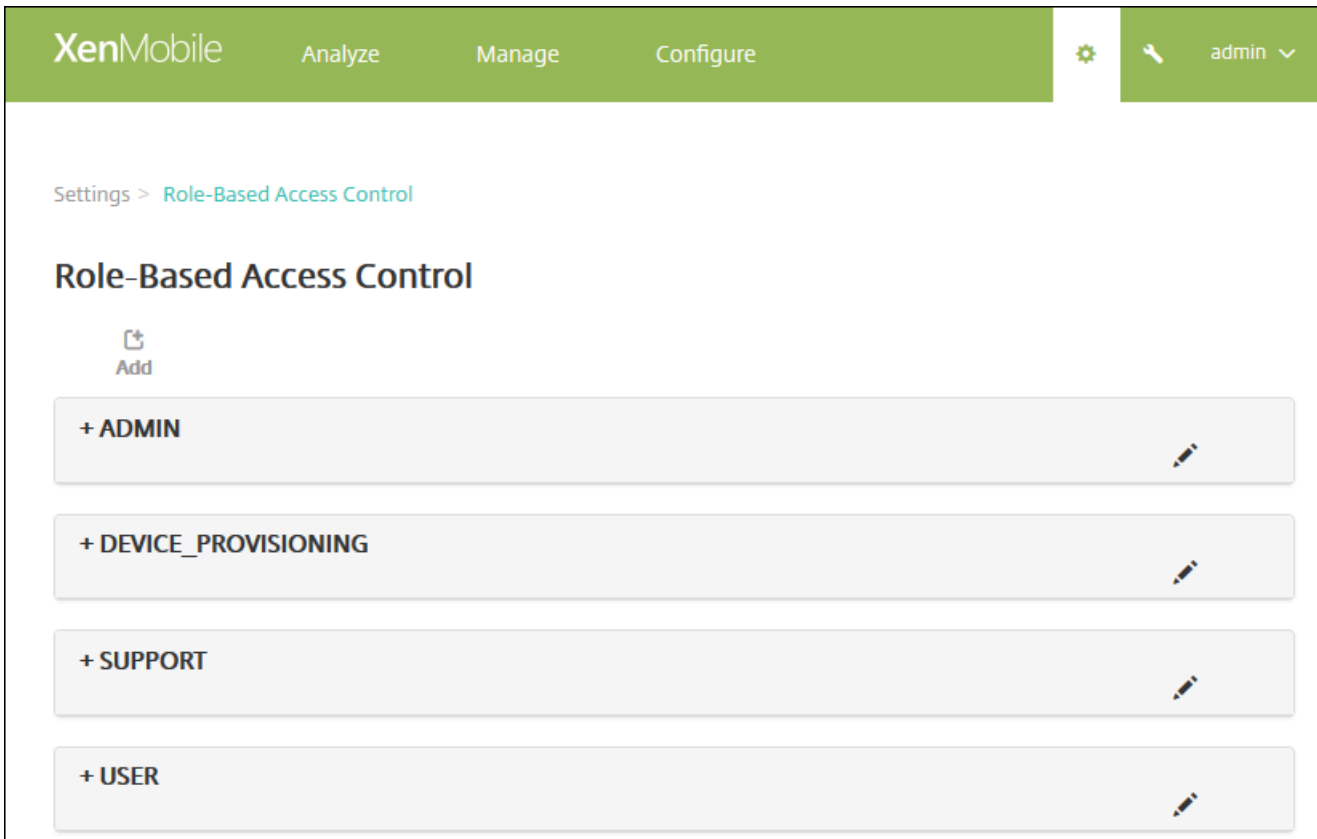 XenMobile Analyze Manage Configure admin
Settings > Role-Based Access Control
Role-Based Access Control
Add
+ ADMIN
+ DEVICE_PROVISIONING
+ SUPPORT
+ USER